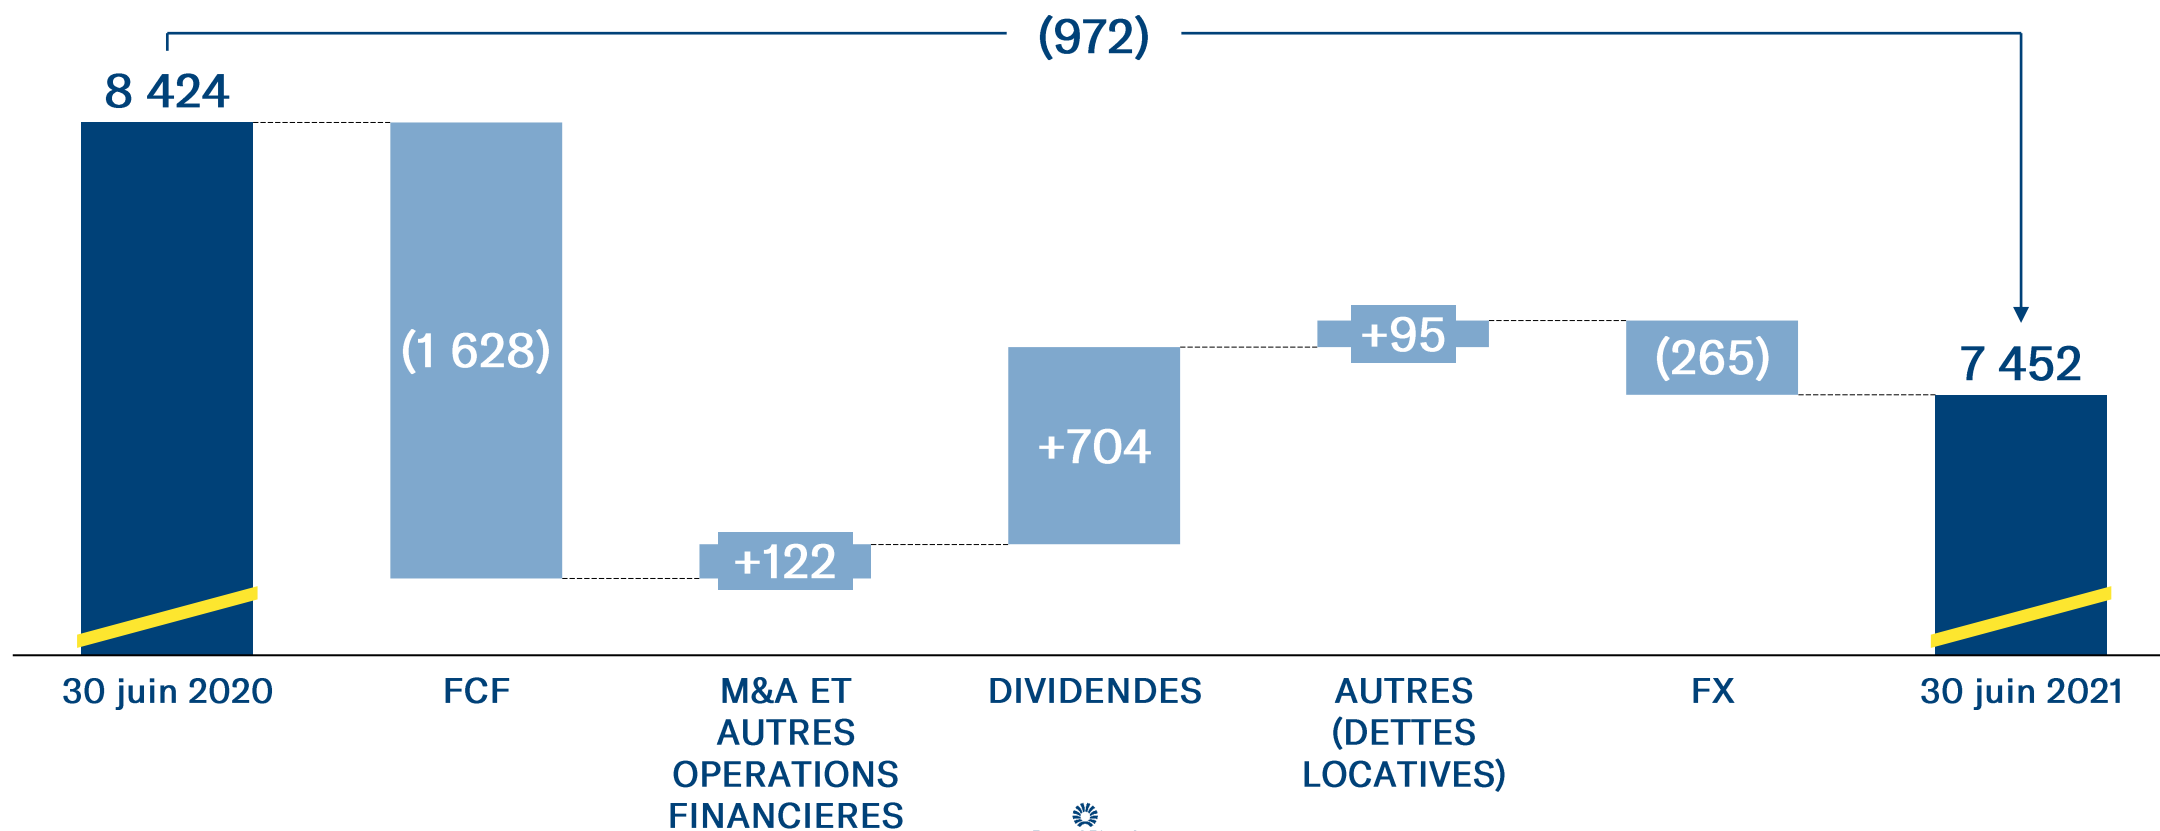 (972)
8 424
(1 628)
+122
+704
+95
(265)
7 452
30 juin 2020
FCF
M&A ET
AUTRES
OPERATIONS
FINANCIERES
DIVIDENDES
AUTRES
(DETTES
LOCATIVES)
FX
30 juin 2021